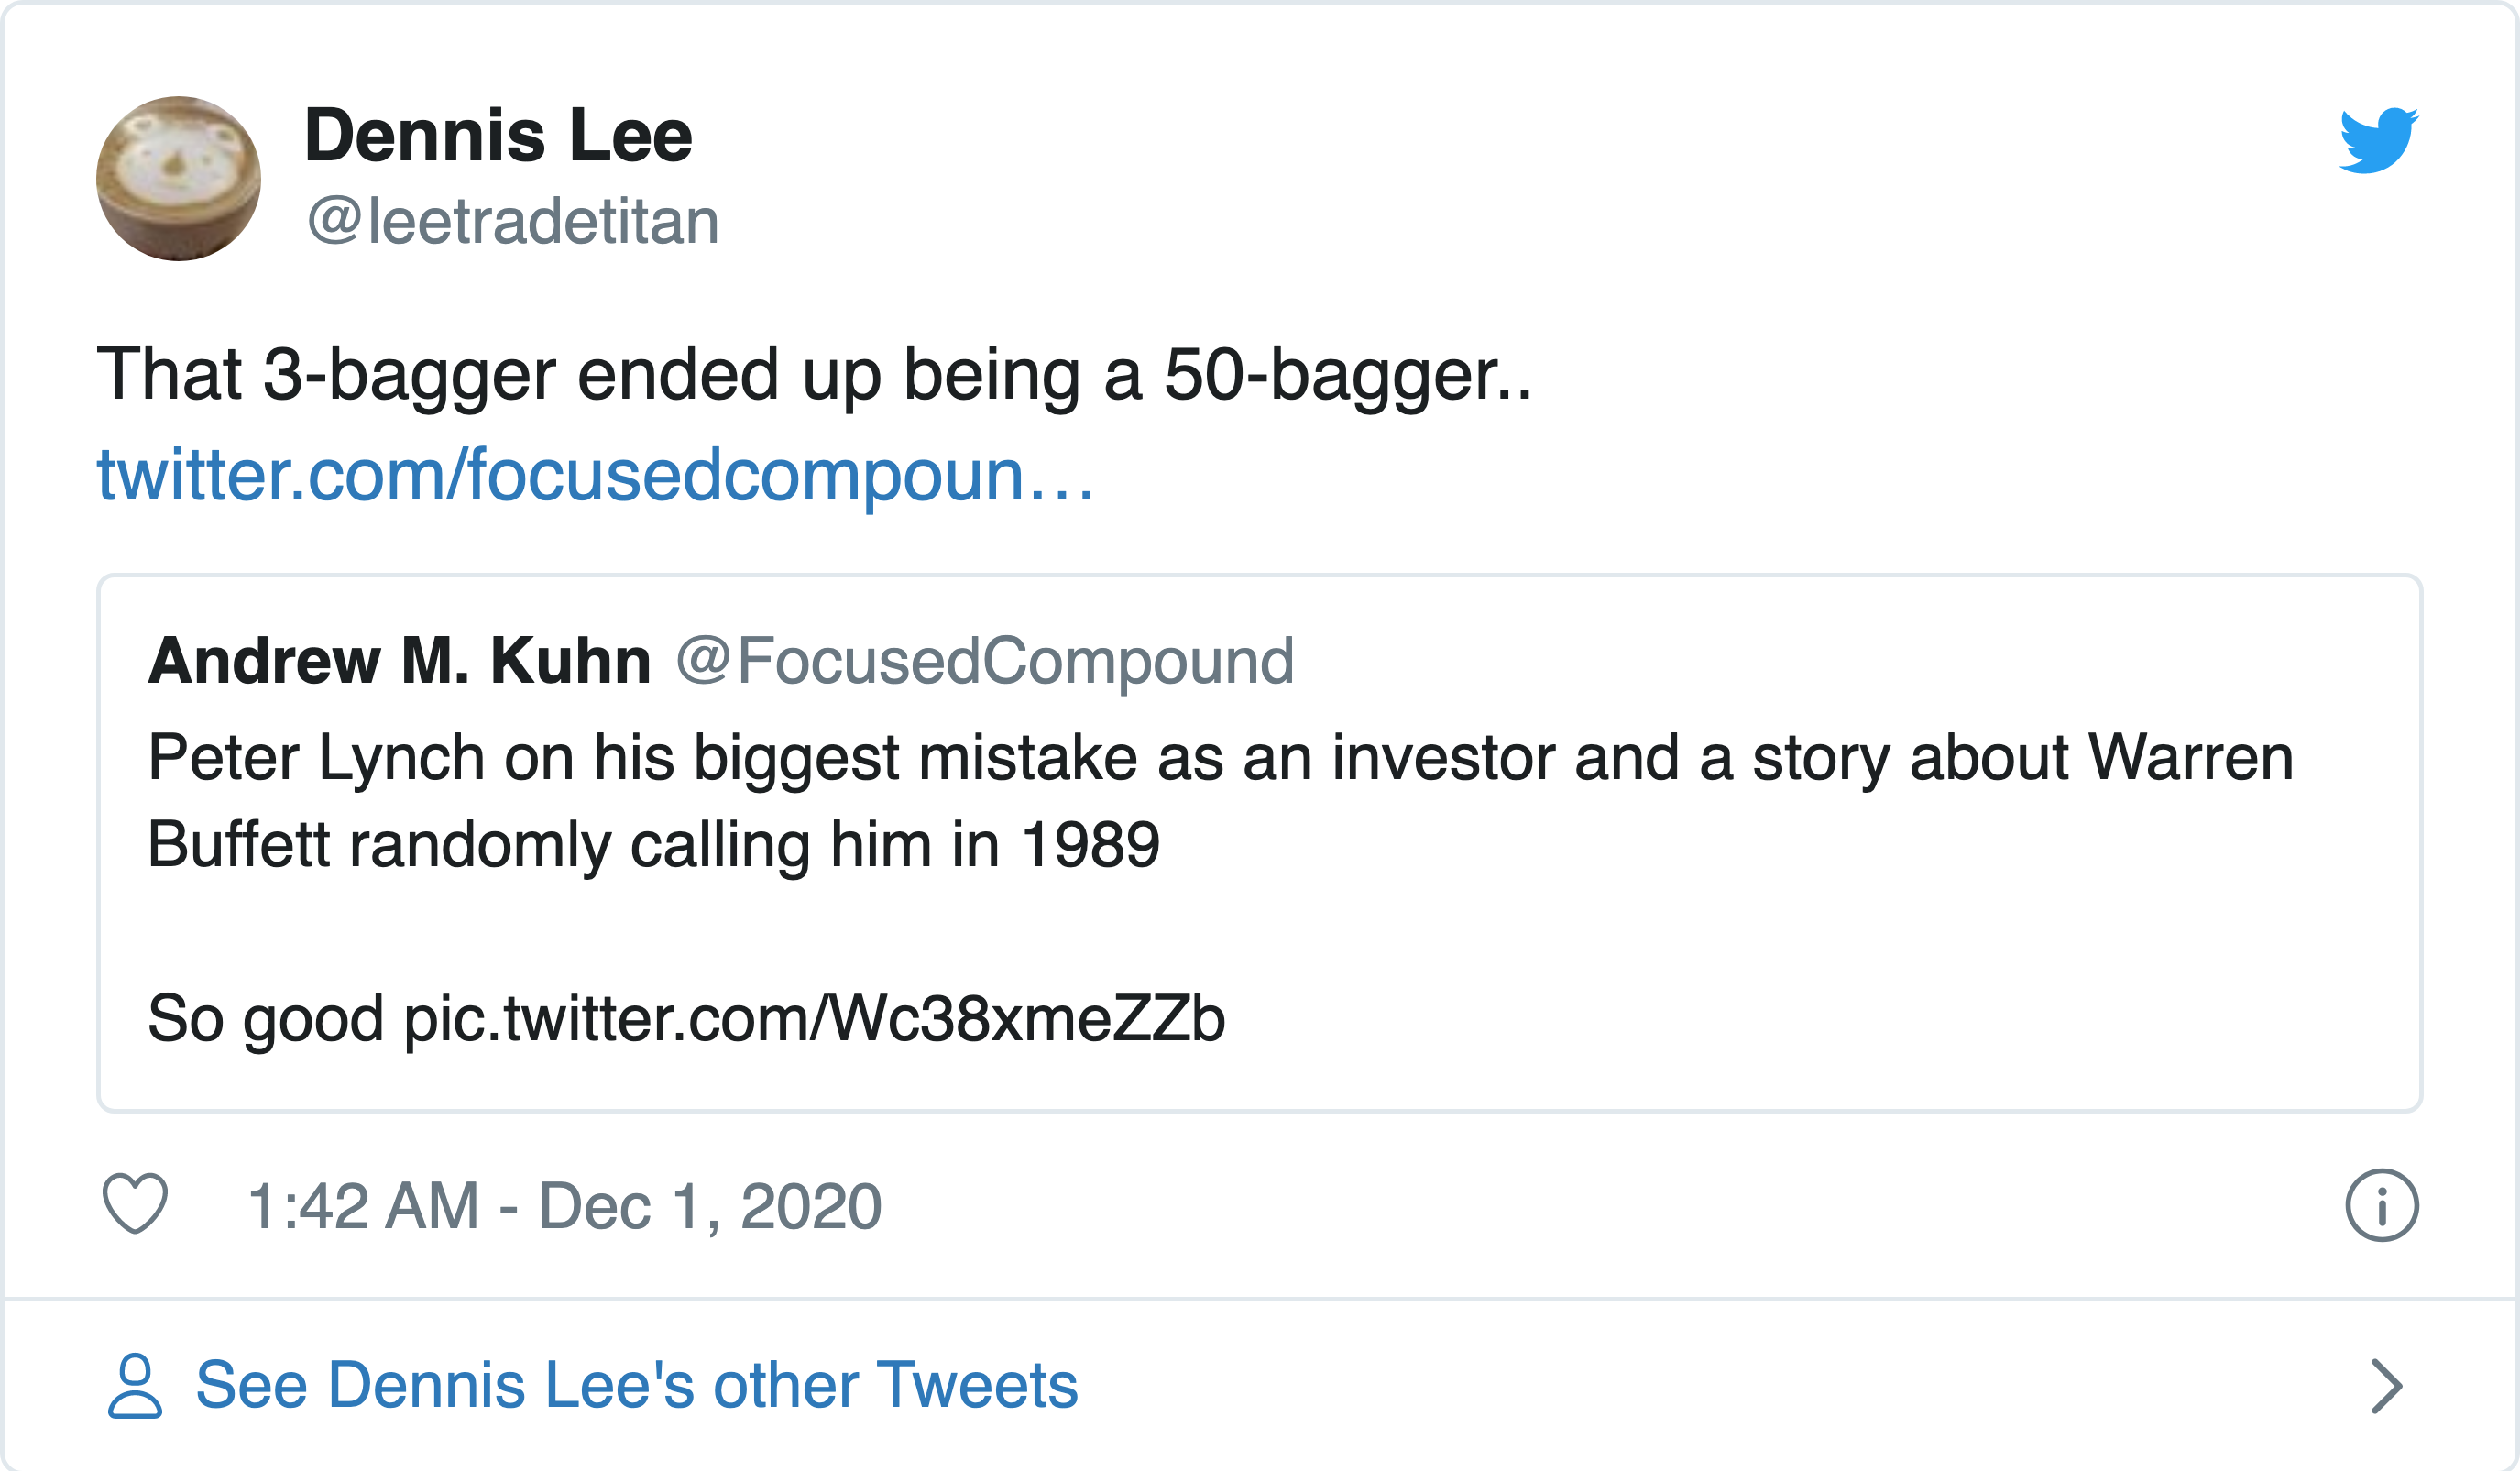 Dennis Lee
@leetradetitan
That 3-bagger ended up being a 50-bagger..
twitter.com/focusedcompoun…
Andrew M. Kuhn @FocusedCompound
Peter Lynch on his biggest mistake as an investor and a story about Warren
Buffett randomly calling him in 1989
So good pic.twitter.com/Wc38xmeZZb
1:42 AM - Dec 1, 2020
See Dennis Lee's other Tweets